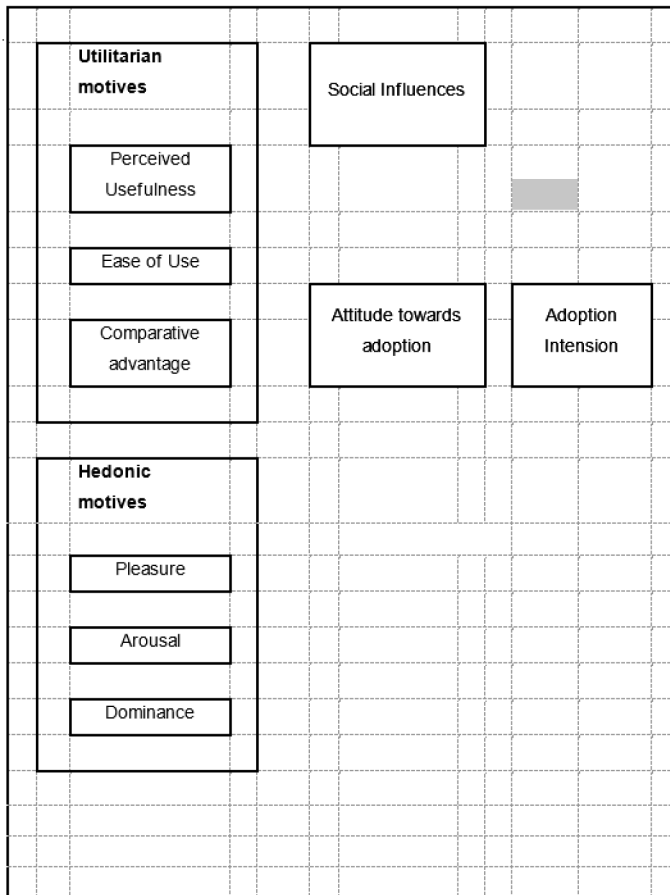 Utilitarian
motives
Perceived
Usefulness
Ease of Use
Comparative
advantage
Social Influences
Attitude towards
adoption
Adoption
Intension
Hedonic
motives
Pleasure
Arousal
Dominance